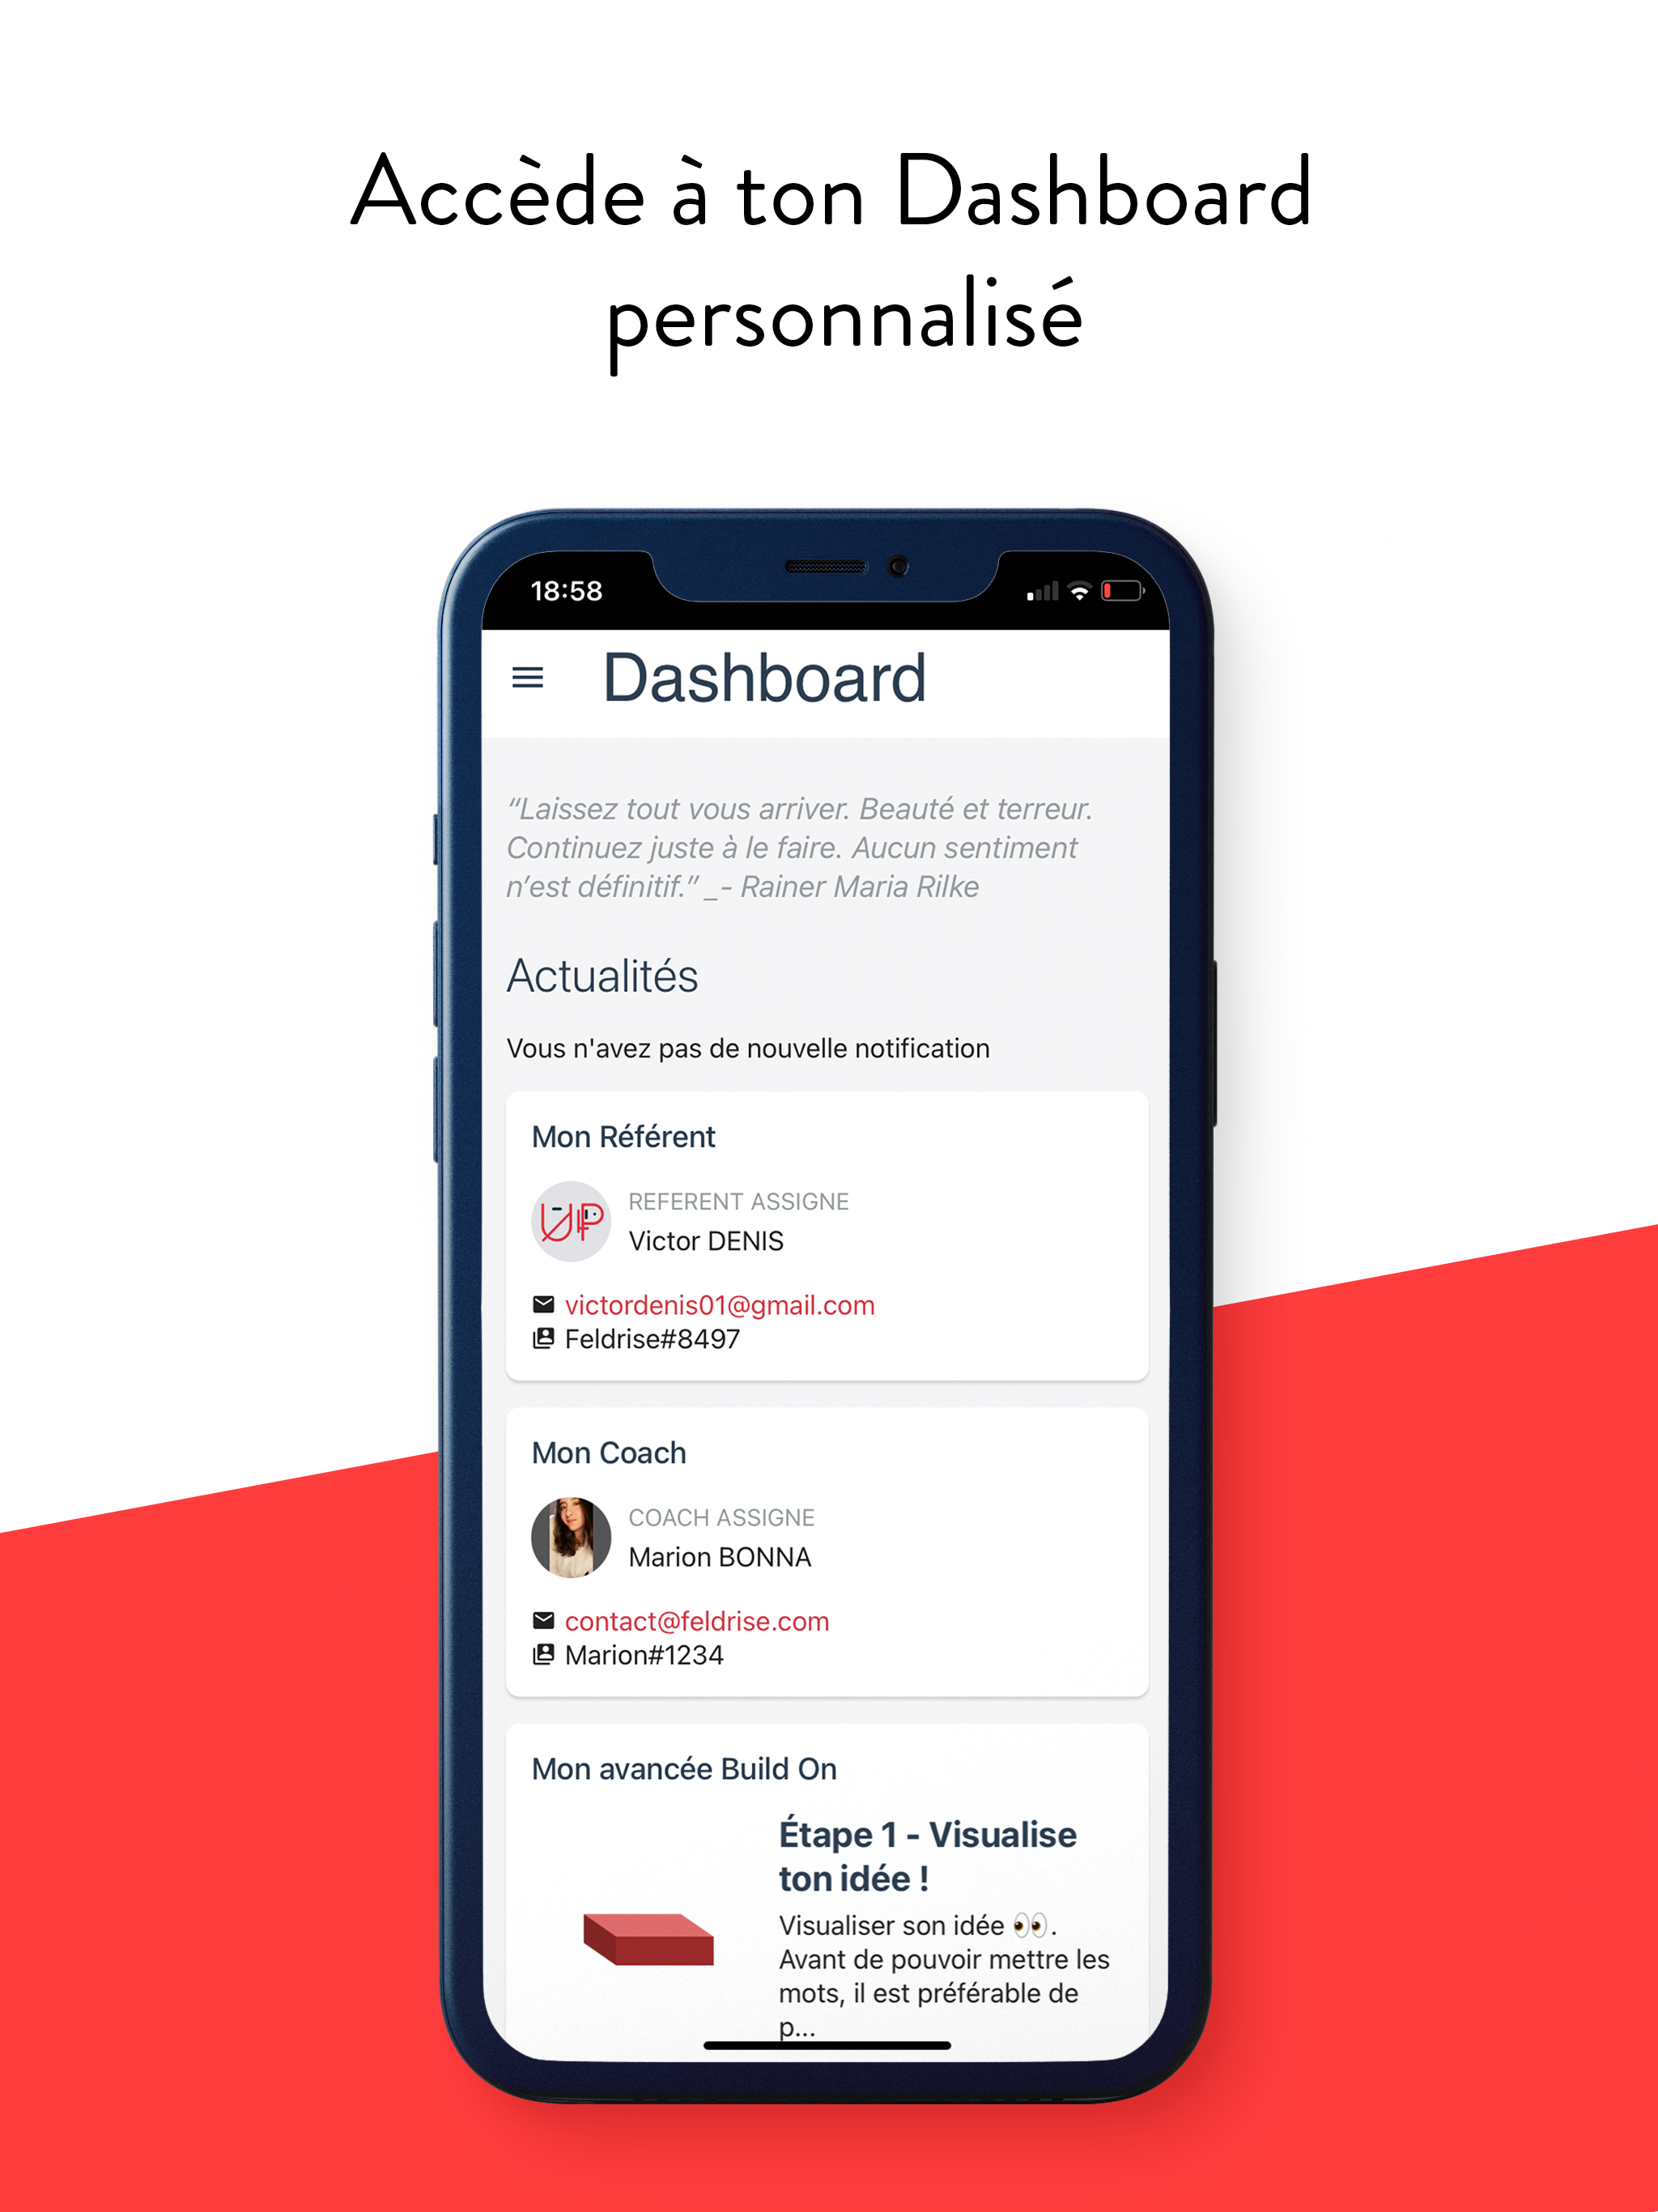 Accède à ton Dashboard
personnalisé
18:58
Dashboard
“Laissez tout vous arriver. Beauté et terreur.
Continuez juste à le faire. Aucun sentiment
n’est définitif.” _- Rainer Maria Rilke
Actualités
Vous n'avez pas de nouvelle notification
Mon Référent
UP
REFERENT ASSIGNE
Victor DENIS
victordenis01@gmail.com
Feldrise#8497
Mon Coach
COACH ASSIGNE
Marion BONNA
contact@feldrise.com
Marion#1234
Mon avancée Build On
Étape 1 - Visualise
ton idée !
Visualiser son idée 👀.
Avant de pouvoir mettre les
mots, il est préférable de
p...